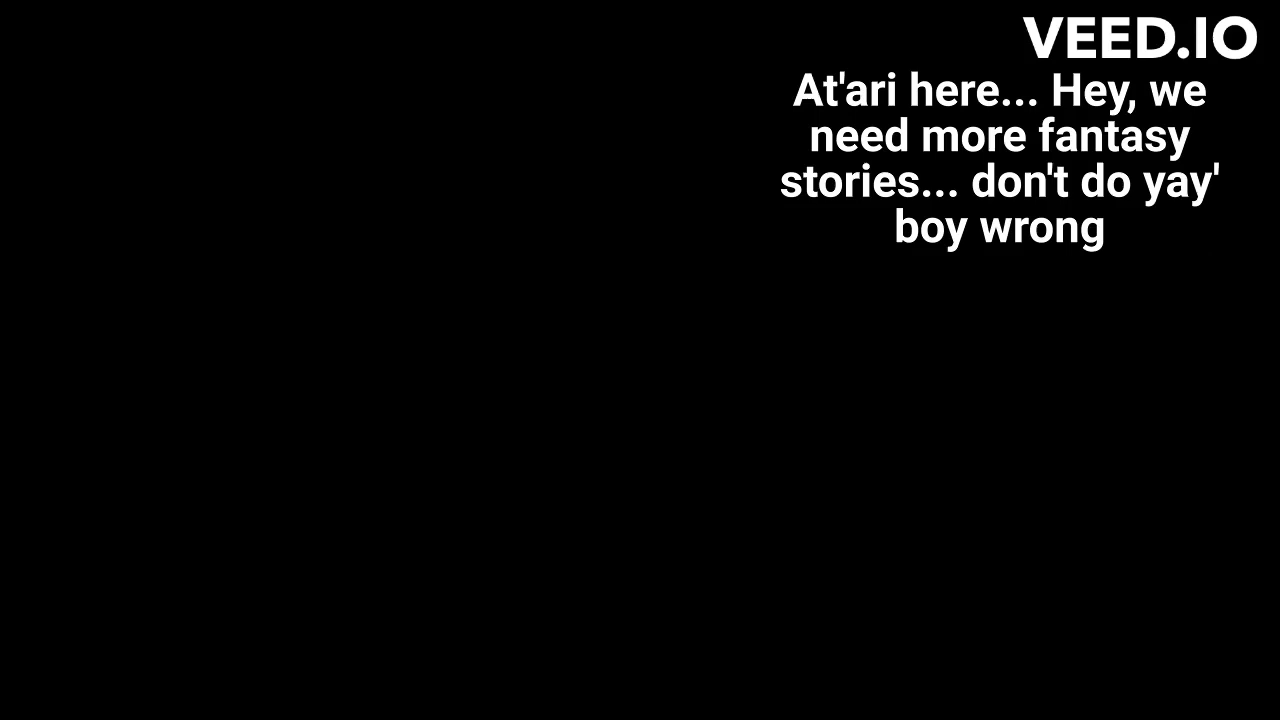 VEED.IO
At'ari here... Hey, we
need more fantasy
stories... don't do yay'
boy wrong